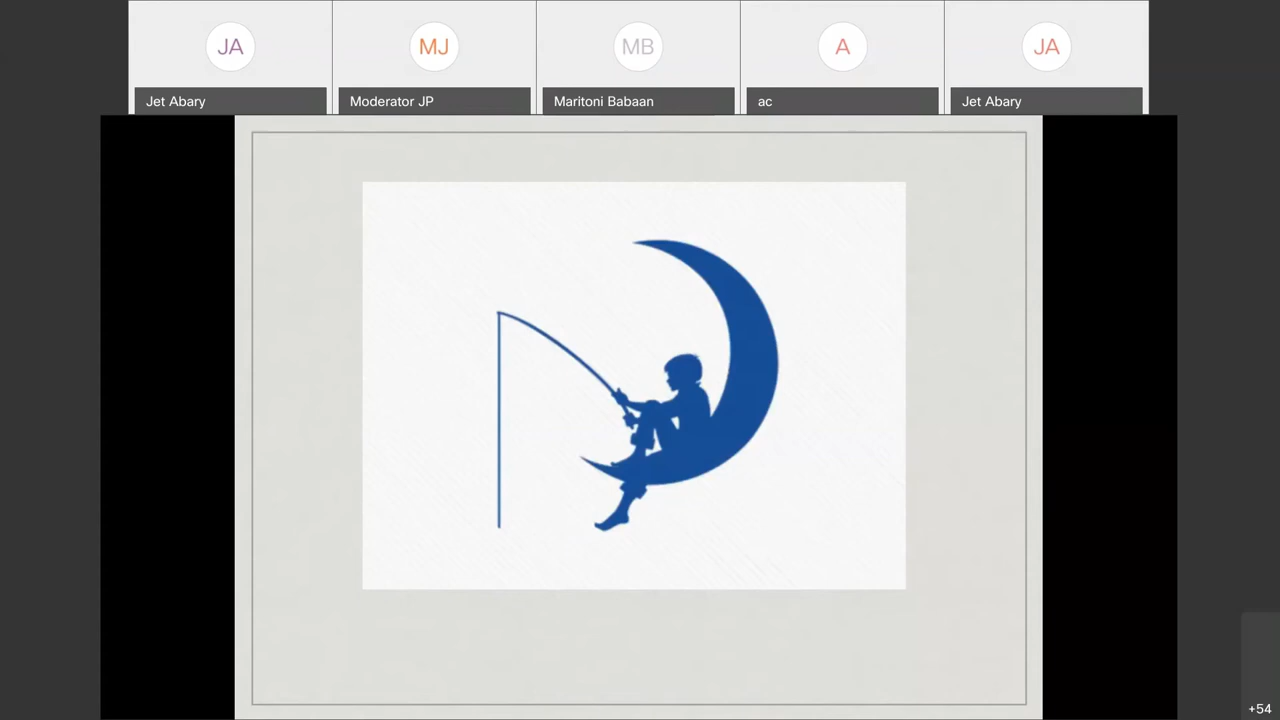 JA
MJ
MB
A
JA
Jet Abary
Moderator JP
Maritoni Babaan
ac
Jet Abary
+54